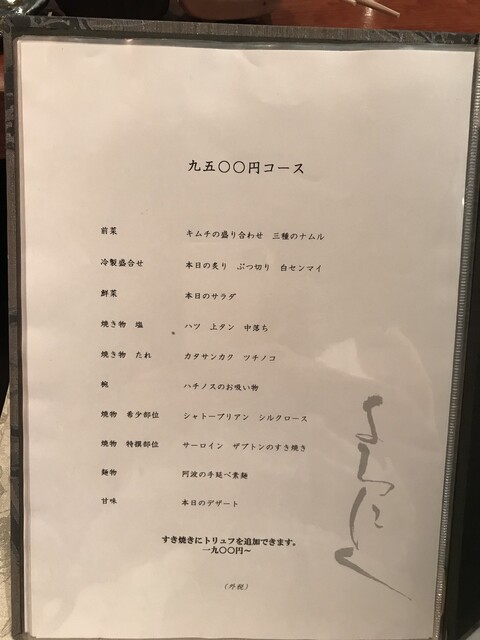 九五〇〇円コース
前菜 キムチの盛り合わせ 三種のナムル
冷製盛合せ 本日の炙り ぶつ切り 白センマイ
鮮菜 本日のサラダ
焼き物 塩 ハツ 上タン 中落ち
焼き物 たれ カタサンカク ツチノコ
椀 ハチノスのお吸い物
焼物 希少部位 シャトーブリアン シルクロース
焼物 特撰部位 サーロイン ザブトンのすき焼き
麺物 阿波の手延べ素麺
甘味 本日のデザート
すき焼きにトリュフを追加できます。
一九〇〇円〜
(外税)
よろにく